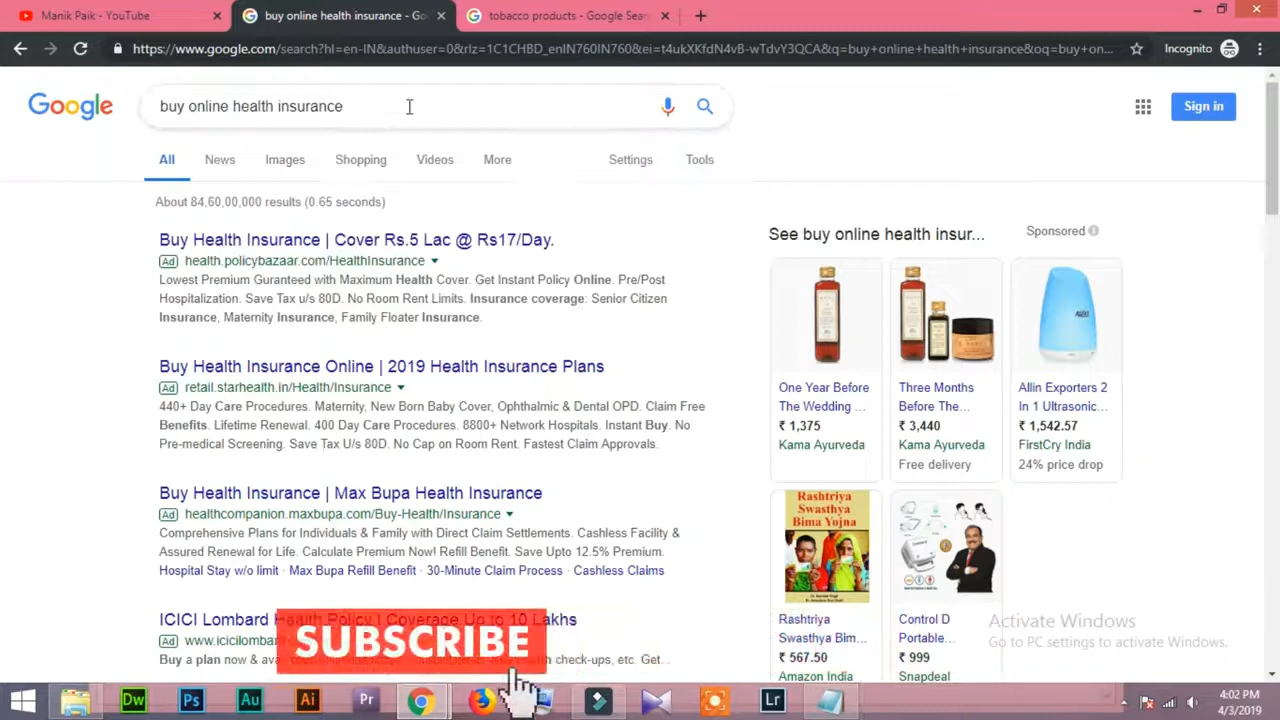 Manik Paik - YouTube
buy online health insurance - Go
tobacco products - Google Sear
https://www.google.com/search?hl=en-IN&authuser=0&rlz=1C1CHBD_enIN760IN760&ei=t4ukXKfdN4vB-wTdvY3QCA&q=buy+online+health+insurance&oq=buy+on...
Incognito
Google
buy online health insurance
Sign in
All News Images Shopping Videos More Settings Tools
About 84,60,00,000 results (0.65 seconds)
Buy Health Insurance | Cover Rs.5 Lac @ Rs17/Day.
Ad health.policybazaar.com/HealthInsurance
Lowest Premium Guranteed with Maximum Health Cover. Get Instant Policy Online. Pre/Post
Hospitalization. Save Tax u/s 80D. No Room Rent Limits. Insurance coverage: Senior Citizen
Insurance, Maternity Insurance, Family Floater Insurance.
Buy Health Insurance Online | 2019 Health Insurance Plans
Ad retail.starhealth.in/Health/Insurance
440+ Day Care Procedures. Maternity, New Born Baby Cover, Ophthalmic & Dental OPD. Claim Free
Benefits. Lifetime Renewal. 400 Day Care Procedures. 8800+ Network Hospitals. Instant Buy. No
Pre-medical Screening. Save Tax U/s 80D. No Cap on Room Rent. Fastest Claim Approvals.
Buy Health Insurance | Max Bupa Health Insurance
Ad healthcompanion.maxbupa.com/Buy-Health/Insurance
Comprehensive Plans for Individuals & Family with Direct Claim Settlements. Cashless Facility &
Assured Renewal for Life. Calculate Premium Now! Refill Benefit. Save Upto 12.5% Premium.
Hospital Stay w/o limit · Max Bupa Refill Benefit · 30-Minute Claim Process · Cashless Claims
ICICI Lombard Health Policy | Coverage Up to 10 Lakhs
Ad www.icicilombar
Buy a plan now & ava health check-ups, etc. Get...
SUBSCRIBE
See buy online health insur...
Sponsored
One Year Before
The Wedding ...
₹ 1,375
Kama Ayurveda
Three Months
Before The...
₹ 3,440
Kama Ayurveda
Free delivery
Allin Exporters 2
In 1 Ultrasonic...
₹ 1,542.57
FirstCry India
24% price drop
Rashtriya
Swasthya
Bima Yojna
Rashtriya
Swasthya Bim...
₹ 567.50
Amazon India
Control D
Portable...
₹ 999
Snapdeal
Activate Windows
Go to PC settings to activate Windows.
Dw Ps Au Ai Pr Lr
4:02 PM
4/3/2019